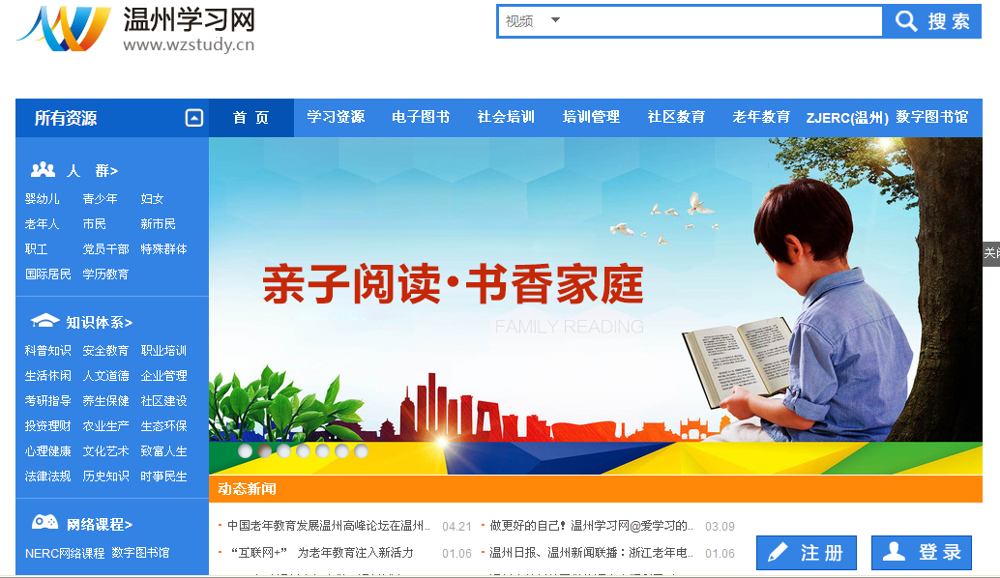 温州学习网
www.wzstudy.cn
视频
搜 索
所有资源
首 页 学习资源 电子图书 社会培训 培训管理 社区教育 老年教育 ZJERC(温州) 数字图书馆
人 群>
婴幼儿 青少年 妇女
老年人 市民 新市民
职工 党员干部 特殊群体
国际居民 学历教育
知识体系>
科普知识 安全教育 职业培训
生活休闲 人文道德 企业管理
考研指导 养生保健 社区建设
投资理财 农业生产 生态环保
心理健康 文化艺术 致富人生
法律法规 历史知识 时事民生
网络课程>
NERC网络课程 数字图书馆
亲子阅读·书香家庭
FAMILY READING
关闭
动态新闻
中国老年教育发展温州高峰论坛在温州.. 04.21
做更好的自己！温州学习网@爱学习的.. 03.09
“互联网+” 为老年教育注入新活力 01.06
温州日报、温州新闻联播：浙江老年电.. 01.06
注 册
登 录